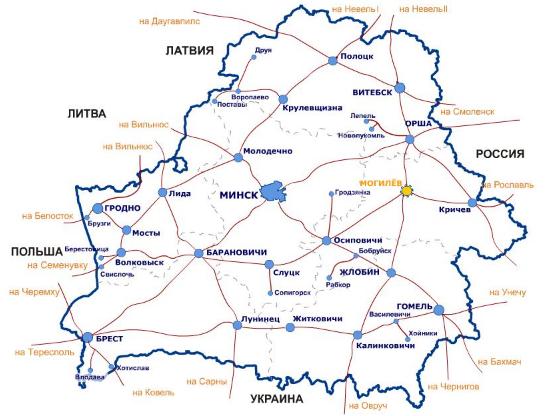 на Невель I
на Невель II
на Даугавпилс
ЛАТВИЯ
Друя
Полоцк
Воропаево
Поставы
Крулевщизна
ВИТЕБСК
ЛИТВА
на Вильнюс
Лепель
Новолукомль
ОРША
на Смоленск
на Вильнюс
Молодечно
РОССИЯ
МОГИЛЁВ
на Рославль
Лида
МИНСК
Гродзянка
Кричев
ГРОДНО
на Белосток
Брузги
Мосты
Осиповичи
ПОЛЬША
Берестовица
Волковыск
БАРАНОВИЧИ
Бобруйск
на Семенувку
Свислочь
Слуцк
ЖЛОБИН
Рабкор
на Черемху
Сопигорск
на Унечу
ГОМЕЛЬ
Василевичи
Лунинец
Житковичи
Хойники
БРЕСТ
Калинковичи
на Тересполь
на Бахмач
Хотислав
Влодава
на Сарны
на Чернигов
на Ковель
УКРАИНА
на Овруч